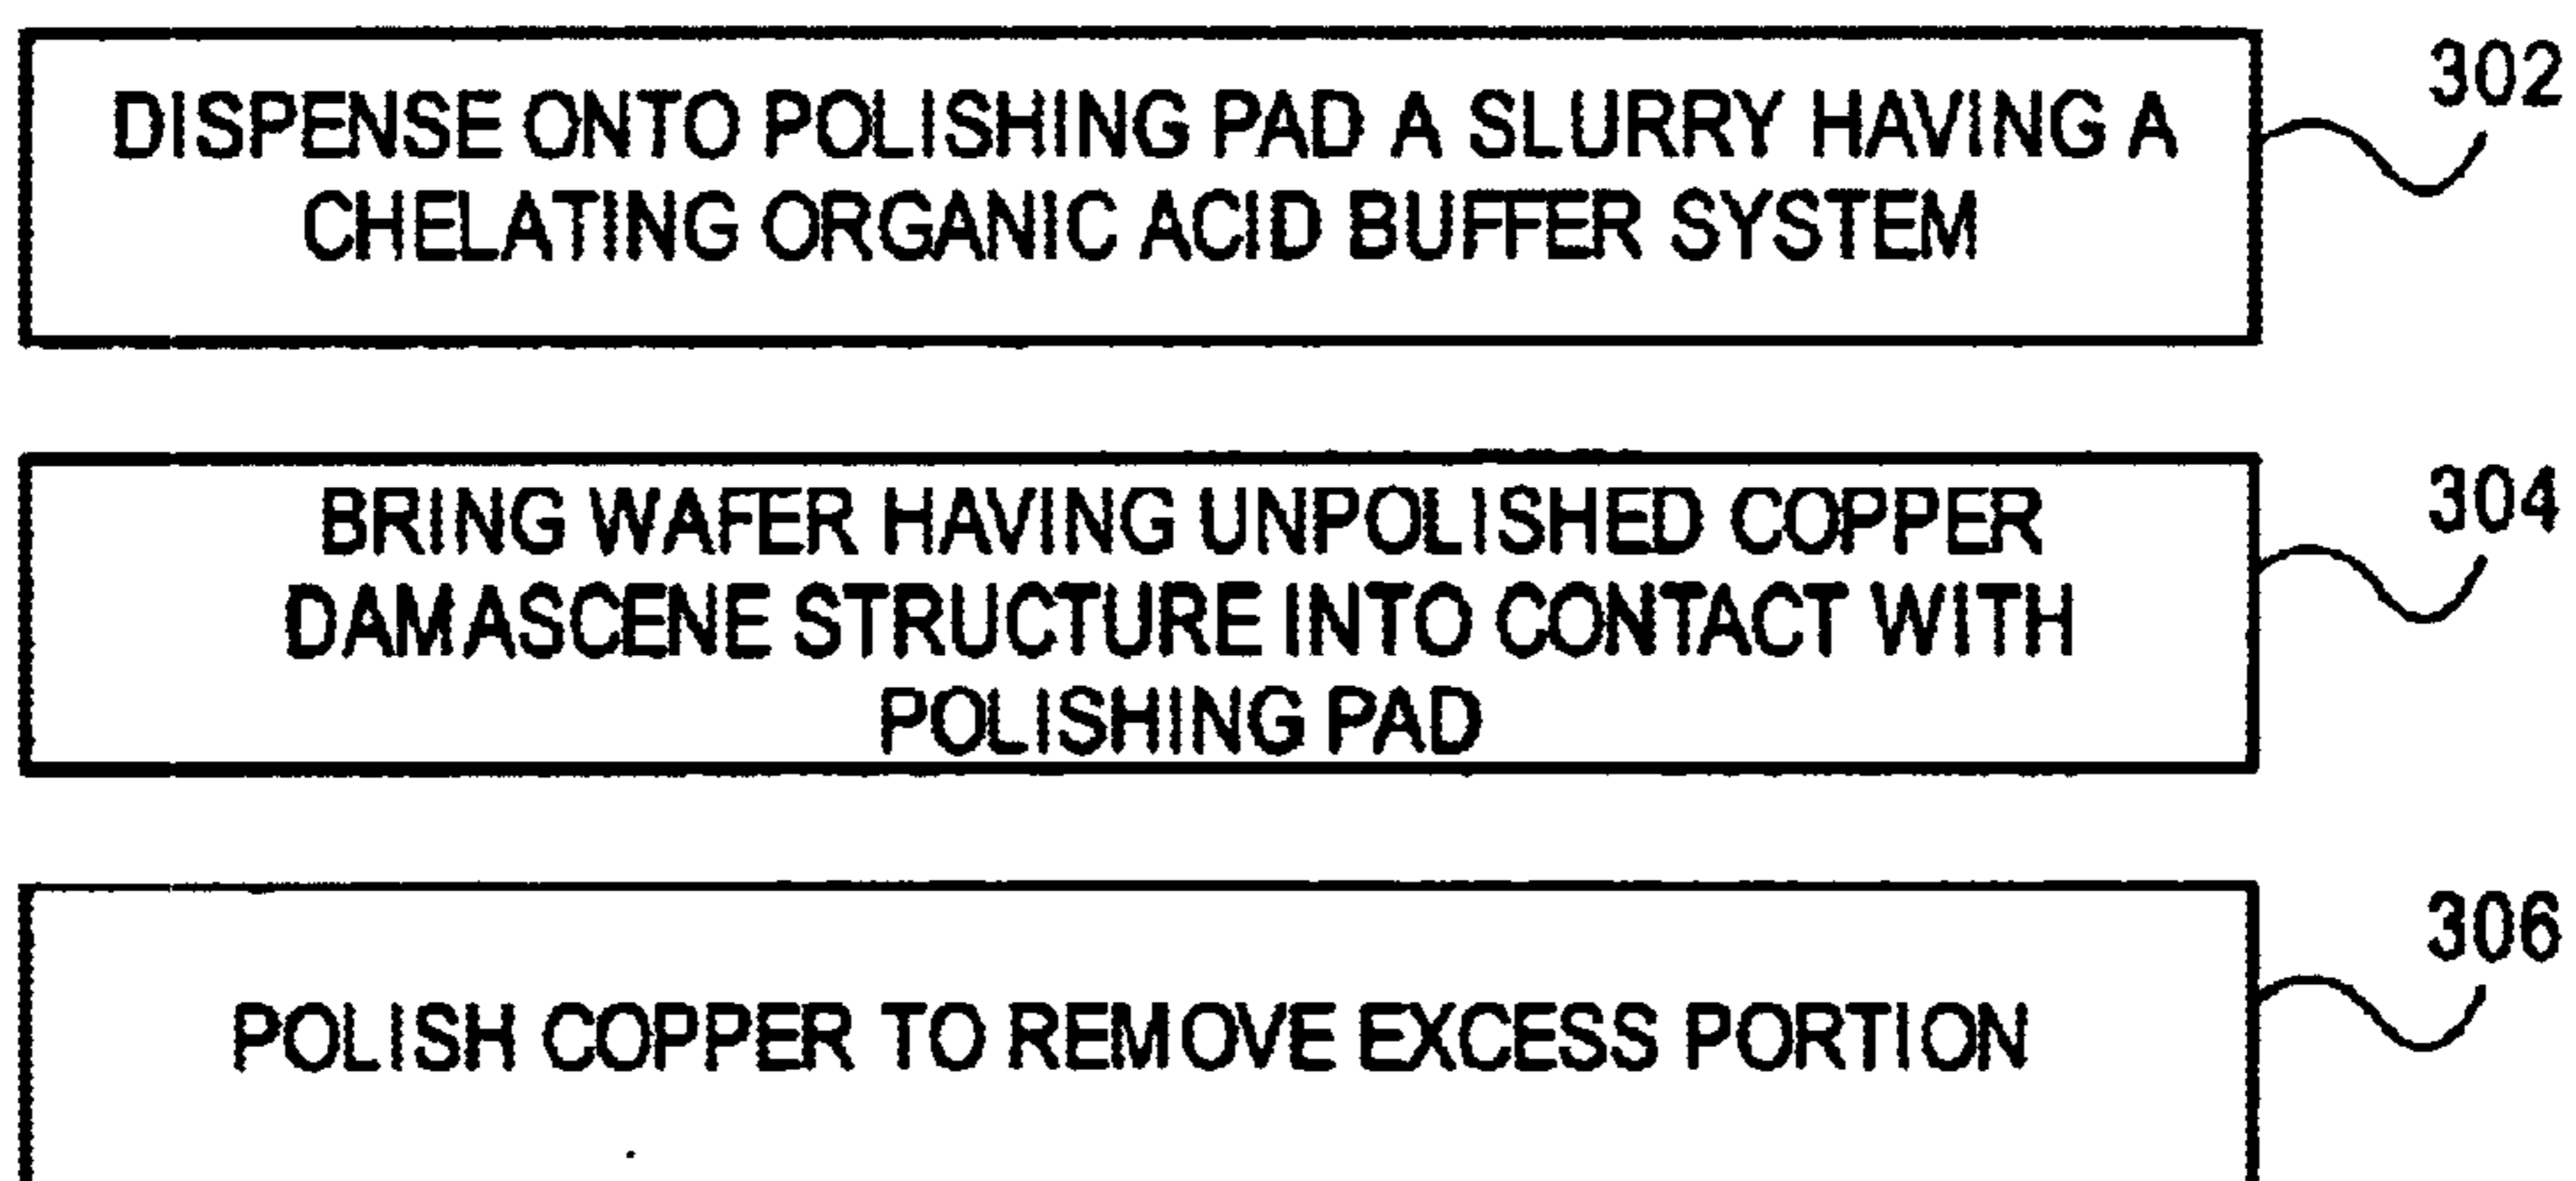 DISPENSE ONTO POLISHING PAD A SLURRY HAVING A
CHELATING ORGANIC ACID BUFFER SYSTEM
302
BRING WAFER HAVING UNPOLISHED COPPER
DAMASCENE STRUCTURE INTO CONTACT WITH
POLISHING PAD
304
POLISH COPPER TO REMOVE EXCESS PORTION
306